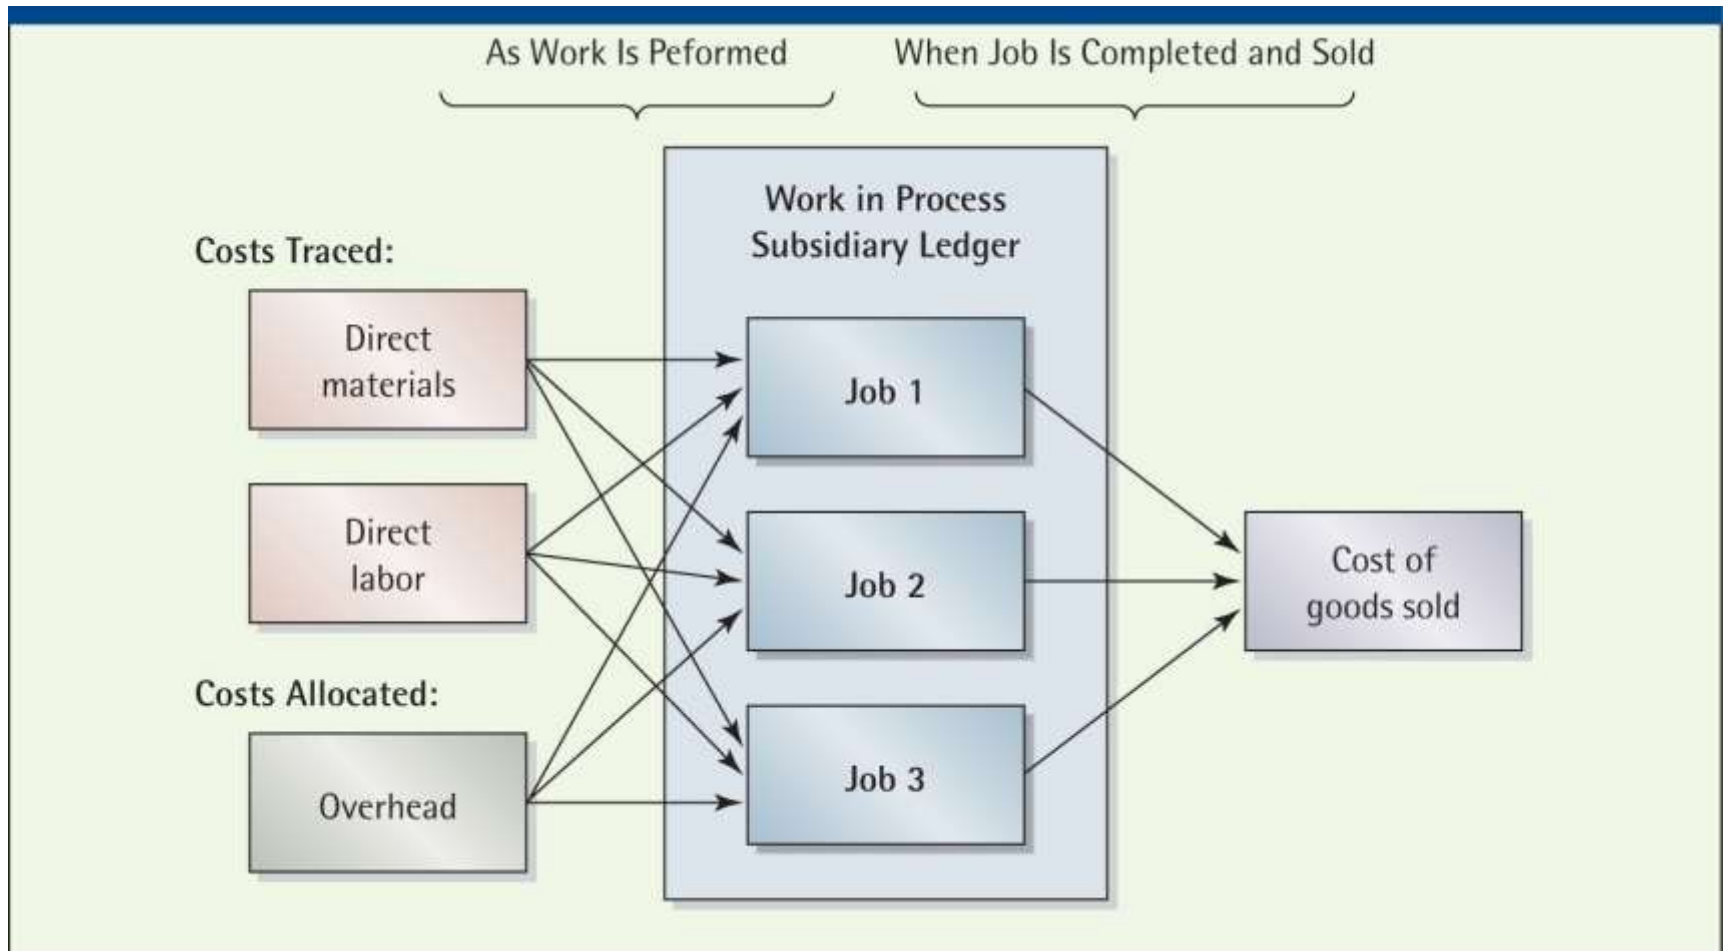 As Work Is Peformed
When Job Is Completed and Sold
Work in Process
Subsidiary Ledger
Costs Traced:
Direct
materials
Direct
labor
Costs Allocated:
Overhead
Job 1
Job 2
Job 3
Cost of
goods sold